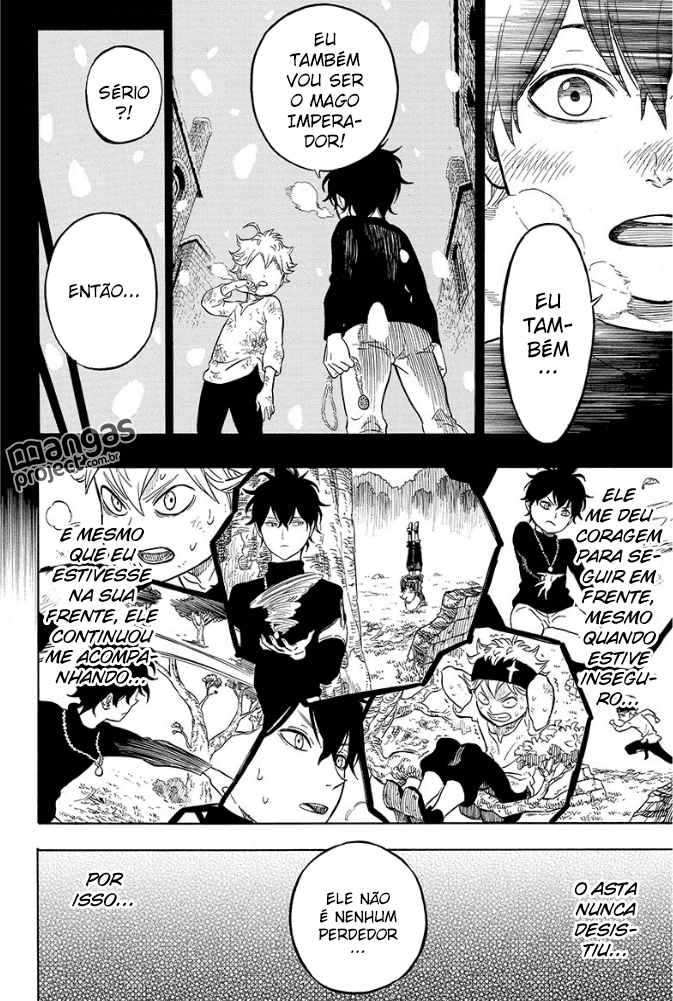 EU
TAM-
BÉM
...
EU
TAMBÉM
VOU SER
O MAGO
IMPERA-
DOR!
SÉRIO
?!
ENTÃO...
mangas
project.com.br
ELE
ME DEU
CORAGEM
PARA SE-
GUIR EM
FRENTE,
MESMO
QUANDO
ESTIVE
INSEGU-
RO...
E MESMO
QUE EU
ESTIVESSE
NA SUA
FRENTE, ELE
CONTINUOU
ME ACOMPA-
NHANDO...
O ASTA
NUNCA
DESIS-
TIU...
ELE NÃO
É NENHUM
PERDEDOR
...
POR
ISSO...